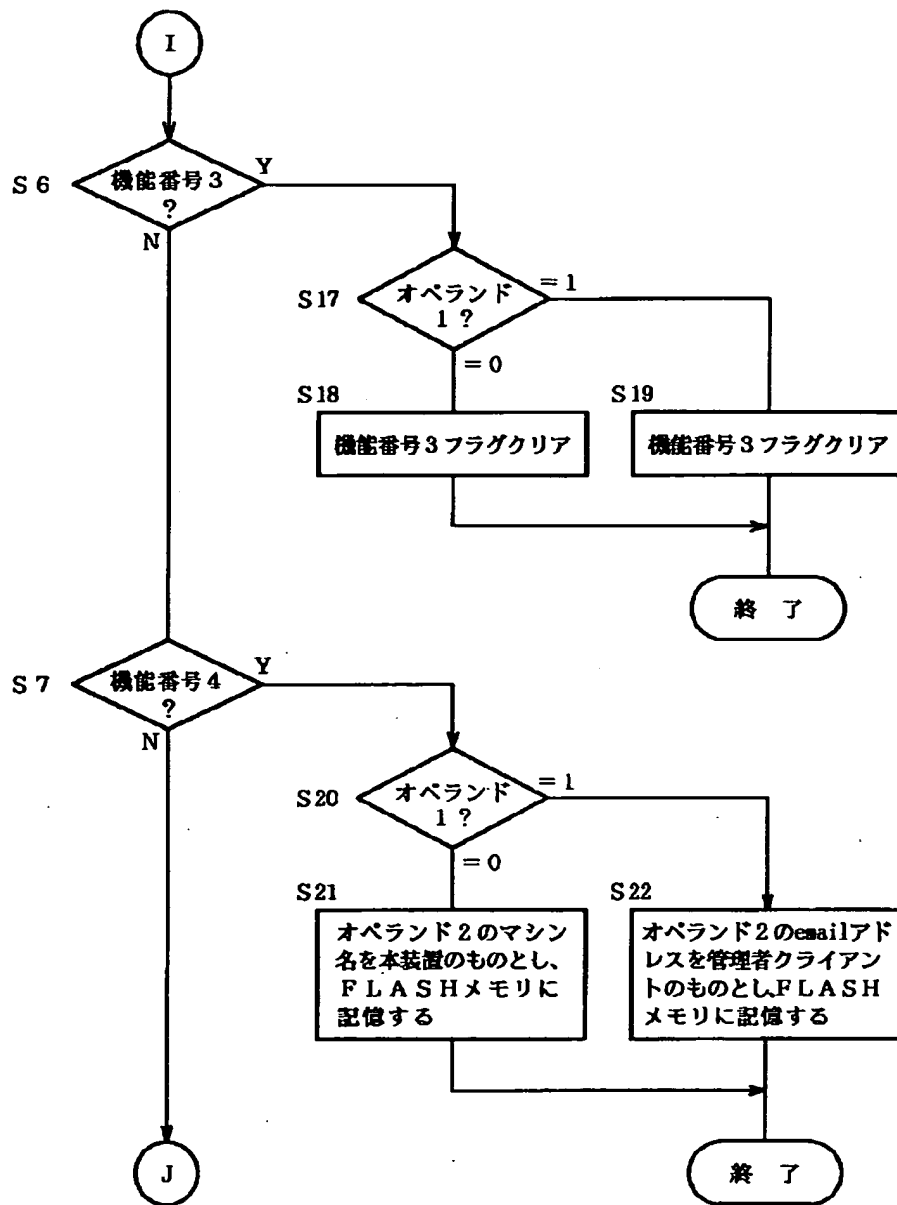 I
S6
機能番号3
?
Y
N
S17
オペランド
1?
=1
=0
S18
機能番号3フラグクリア
S19
機能番号3フラグクリア
終 了
S7
機能番号4
?
Y
N
S20
オペランド
1?
=1
=0
S21
オペランド2のマシン
名を本装置のものとし、
FLASHメモリに
記憶する
S22
オペランド2のemailアド
レスを管理者クライアン
トのものとし、FLASH
メモリに記憶する
終 了
J